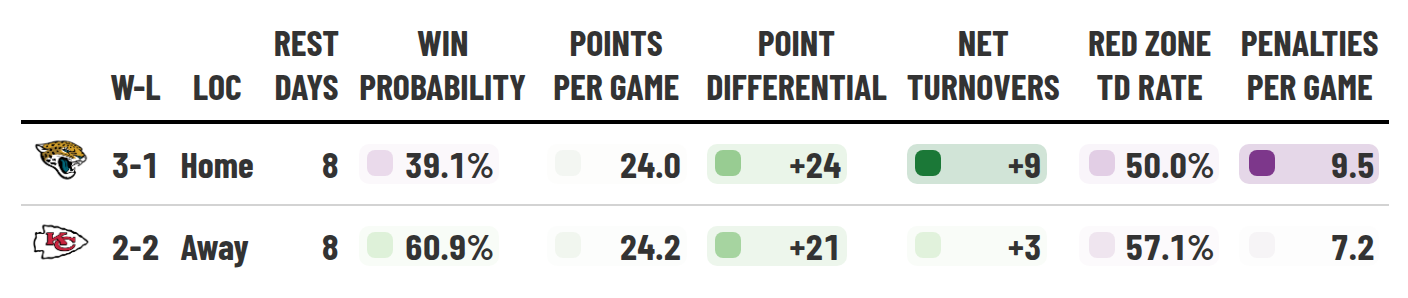 REST WIN POINTS POINT NET RED ZONE PENALTIES
W-L LOC DAYS PROBABILITY PER GAME DIFFERENTIAL TURNOVERS TD RATE PER GAME
3-1 Home 8 39.1% 24.0 +24 +9 50.0% 9.5
KC 2-2 Away 8 60.9% 24.2 +21 +3 57.1% 7.2